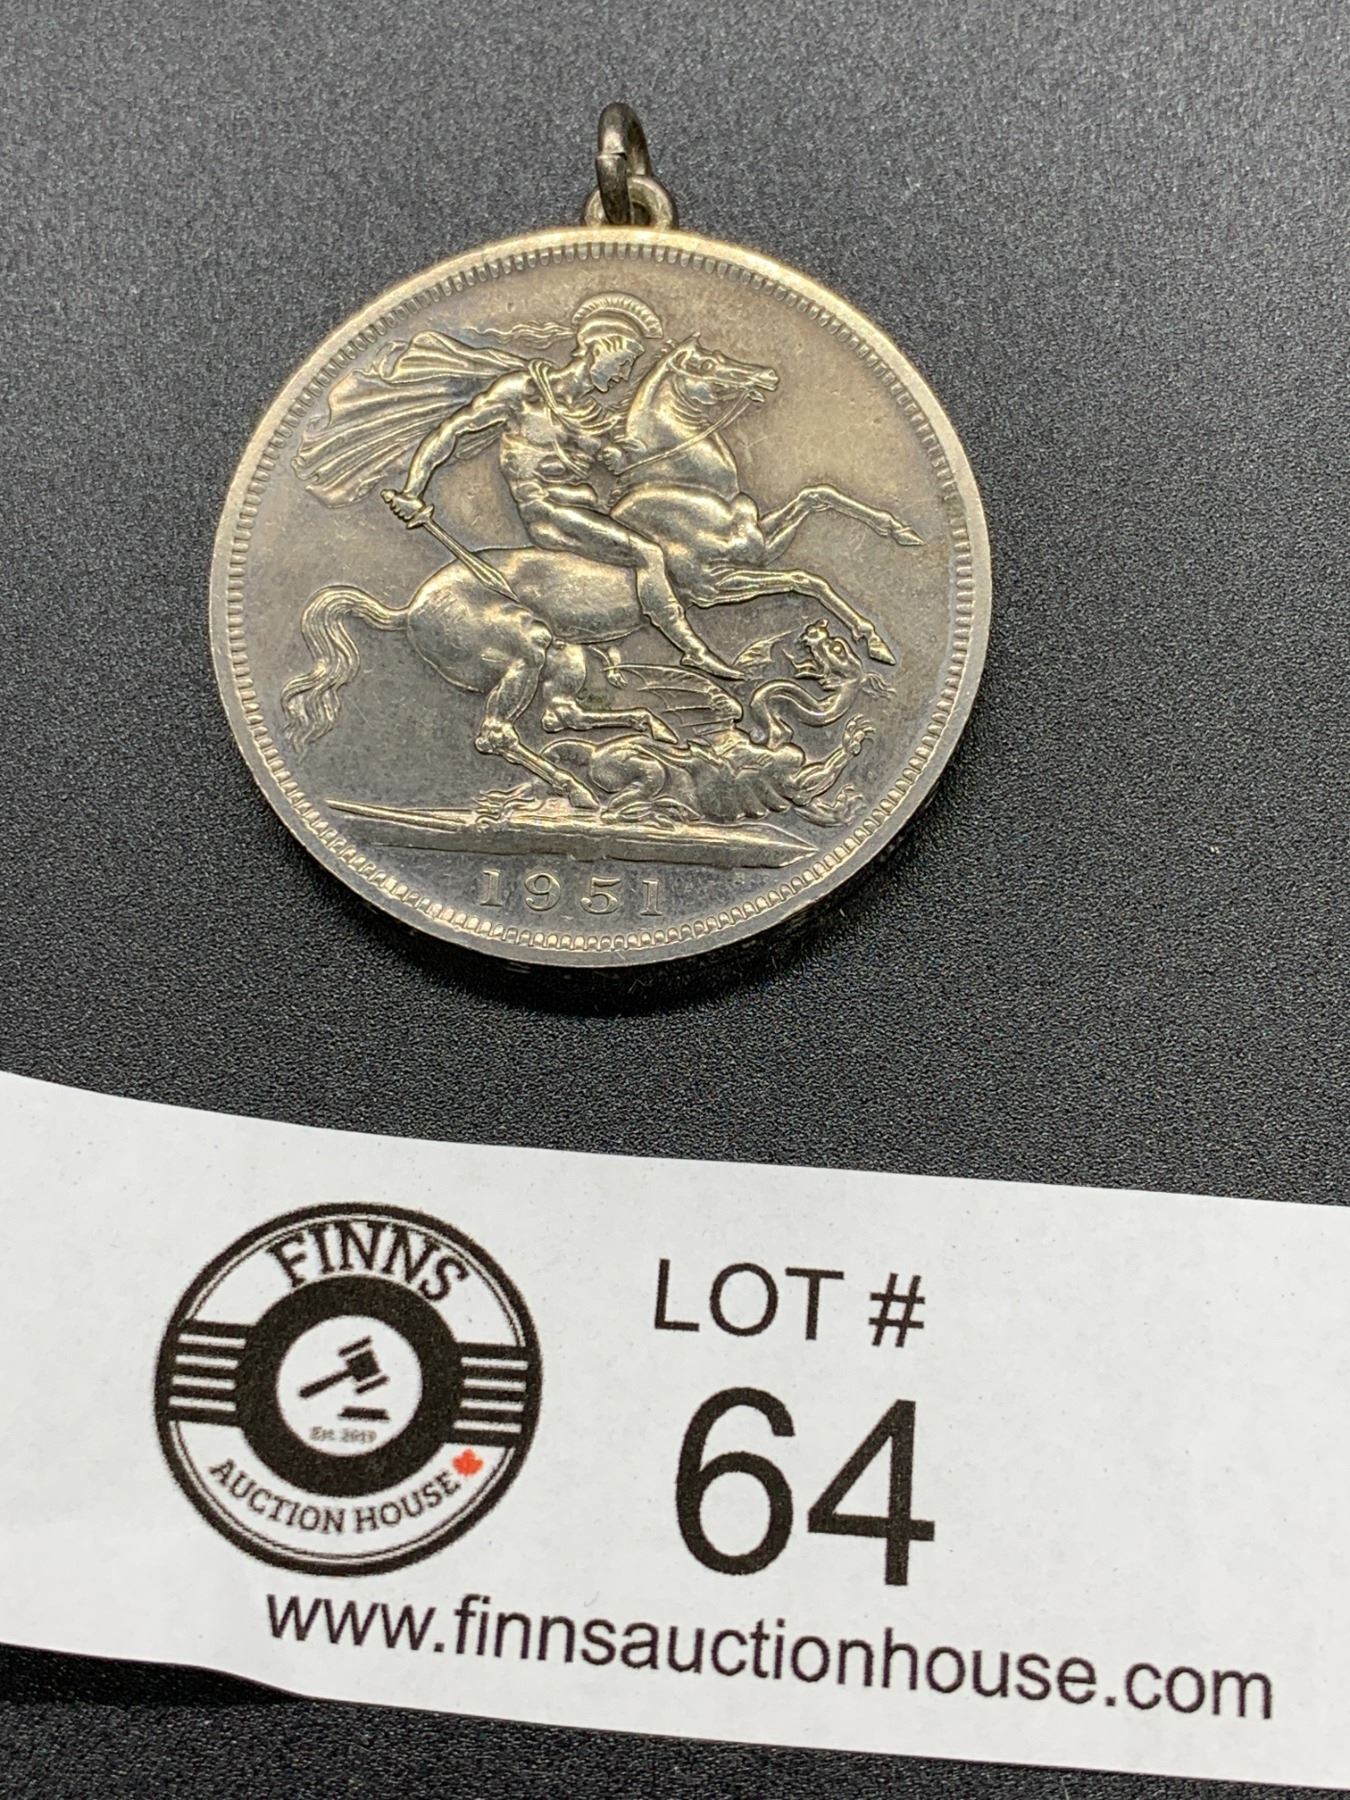 1951
FINNS
Est. 2019
AUCTION HOUSE
LOT #
64
www.finnsauctionhouse.com